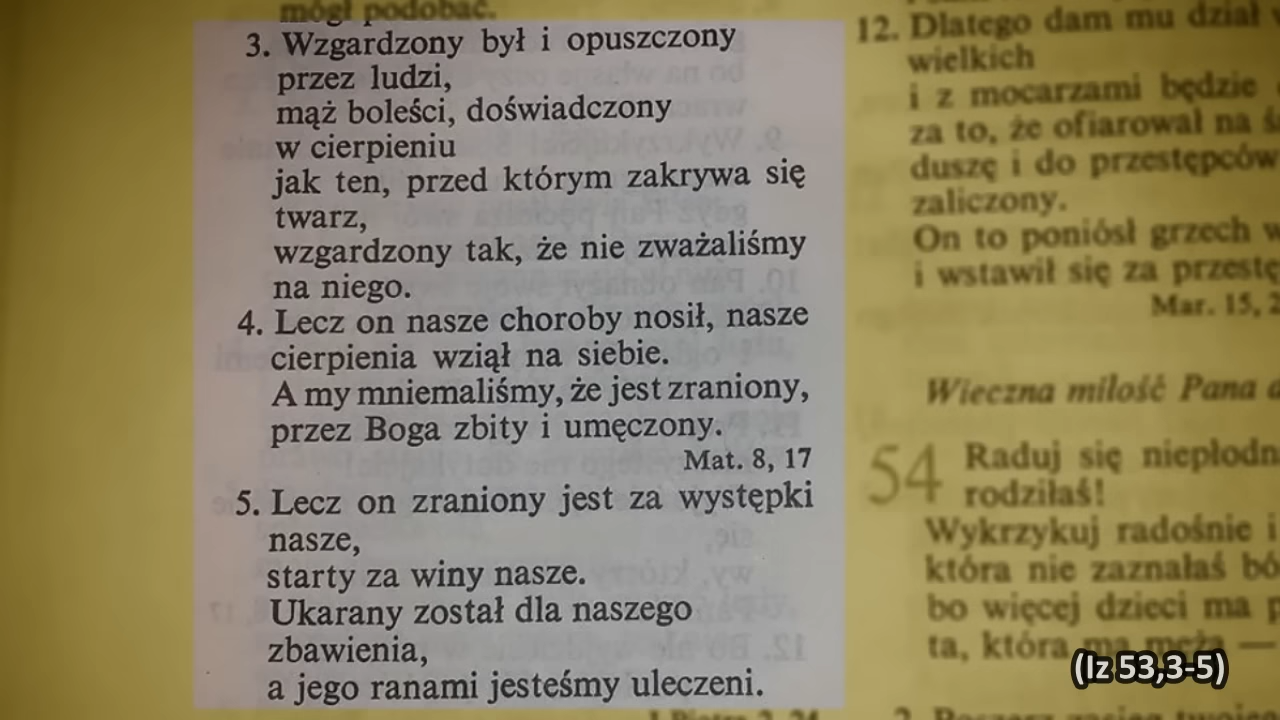 mógł podobać.
3. Wzgardzony był i opuszczony
przez ludzi,
mąż boleści, doświadczony
w cierpieniu
jak ten, przed którym zakrywa się
twarz,
wzgardzony tak, że nie zważaliśmy
na niego.
4. Lecz on nasze choroby nosił, nasze
cierpienia wziął na siebie.
A my mniemaliśmy, że jest zraniony,
przez Boga zbity i umęczony.
Mat. 8, 17
5. Lecz on zraniony jest za występki
nasze,
starty za winy nasze.
Ukarany został dla naszego
zbawienia,
a jego ranami jesteśmy uleczeni.
12. Dlatego dam mu dział
wielkich
i z mocarzami będzie
za to, że ofiarował na
duszę i do przestępców
zaliczony.
On to poniósł grzech
i wstawił się za
Mar. 15,
Wieczna miłość Pana
54 Raduj się
rodziłaś!
Wykrzykuj radośnie i
która nie zaznałaś
bo więcej dzieci ma
ta, która ma męża —
(Iz 53,3-5)